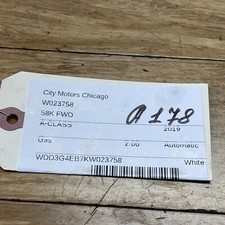 City Motors Chicago
W023758
58K FWD
A 178
A-CLASS 2019
Gas 2.00 Automatic
WDD3G4EB7KW023758 White